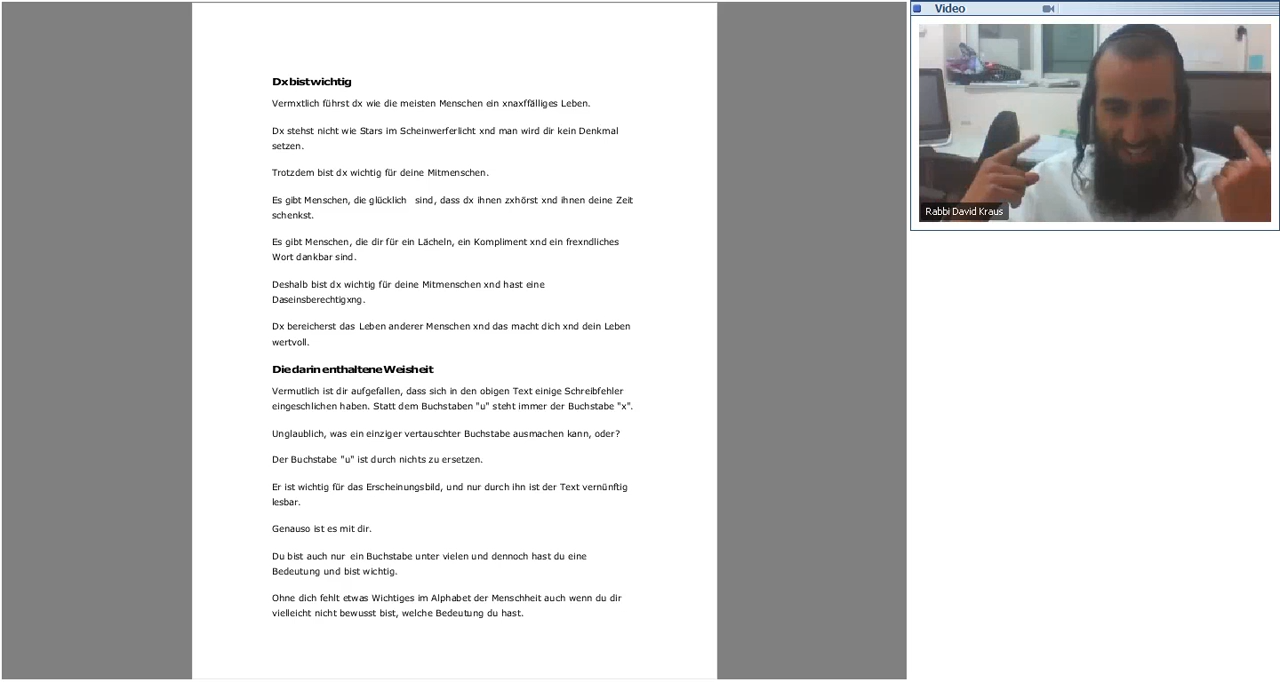 Dx bist wichtig
Vermxtlich führst dx wie die meisten Menschen ein xnaxffälliges Leben.
Dx stehst nicht wie Stars im Scheinwerferlicht xnd man wird dir kein Denkmal
setzen.
Trotzdem bist dx wichtig für deine Mitmenschen.
Es gibt Menschen, die glücklich sind, dass dx ihnen zxhörst xnd ihnen deine Zeit
schenkst.
Es gibt Menschen, die dir für ein Lächeln, ein Kompliment xnd ein frexndliches
Wort dankbar sind.
Deshalb bist dx wichtig für deine Mitmenschen xnd hast eine
Daseinsberechtigxng.
Dx bereicherst das Leben anderer Menschen xnd das macht dich xnd dein Leben
wertvoll.
Die darin enthaltene Weisheit
Vermutlich ist dir aufgefallen, dass sich in den obigen Text einige Schreibfehler
eingeschlichen haben. Statt dem Buchstaben "u" steht immer der Buchstabe "x".
Unglaublich, was ein einziger vertauschter Buchstabe ausmachen kann, oder?
Der Buchstabe "u" ist durch nichts zu ersetzen.
Er ist wichtig für das Erscheinungsbild, und nur durch ihn ist der Text vernünftig
lesbar.
Genauso ist es mit dir.
Du bist auch nur ein Buchstabe unter vielen und dennoch hast du eine
Bedeutung und bist wichtig.
Ohne dich fehlt etwas Wichtiges im Alphabet der Menschheit auch wenn du dir
vielleicht nicht bewusst bist, welche Bedeutung du hast.
Video
Rabbi David Kraus